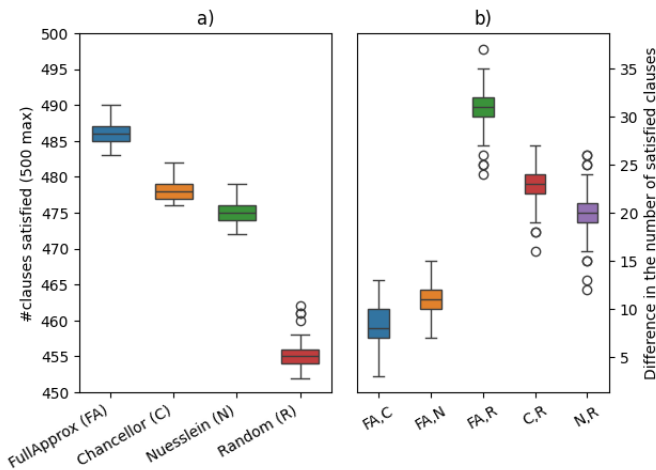 a)
b)
#clauses satisfied (500 max)
500
495
490
485
480
475
470
465
460
455
450
FullApprox (FA)
Chancellor (C)
Nuesslein (N)
Random (R)
35
30
25
20
15
10
5
Difference in the number of satisfied clauses
FA,C
FA,N
FA,R
C,R
N,R